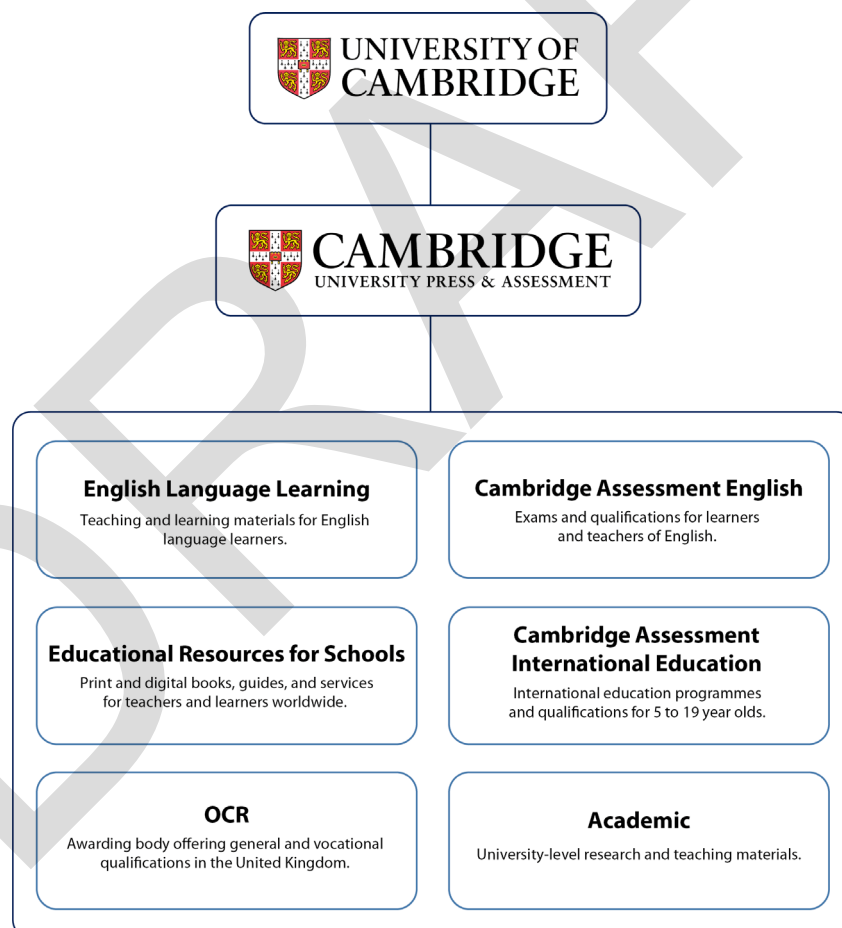 UNIVERSITY OF
CAMBRIDGE
CAMBRIDGE
UNIVERSITY PRESS & ASSESSMENT
English Language Learning
Teaching and learning materials for English
language learners.
Cambridge Assessment English
Exams and qualifications for learners
and teachers of English.
Educational Resources for Schools
Print and digital books, guides, and services
for teachers and learners worldwide.
Cambridge Assessment
International Education
International education programmes
and qualifications for 5 to 19 year olds.
OCR
Awarding body offering general and vocational
qualifications in the United Kingdom.
Academic
University-level research and teaching materials.
DRAF